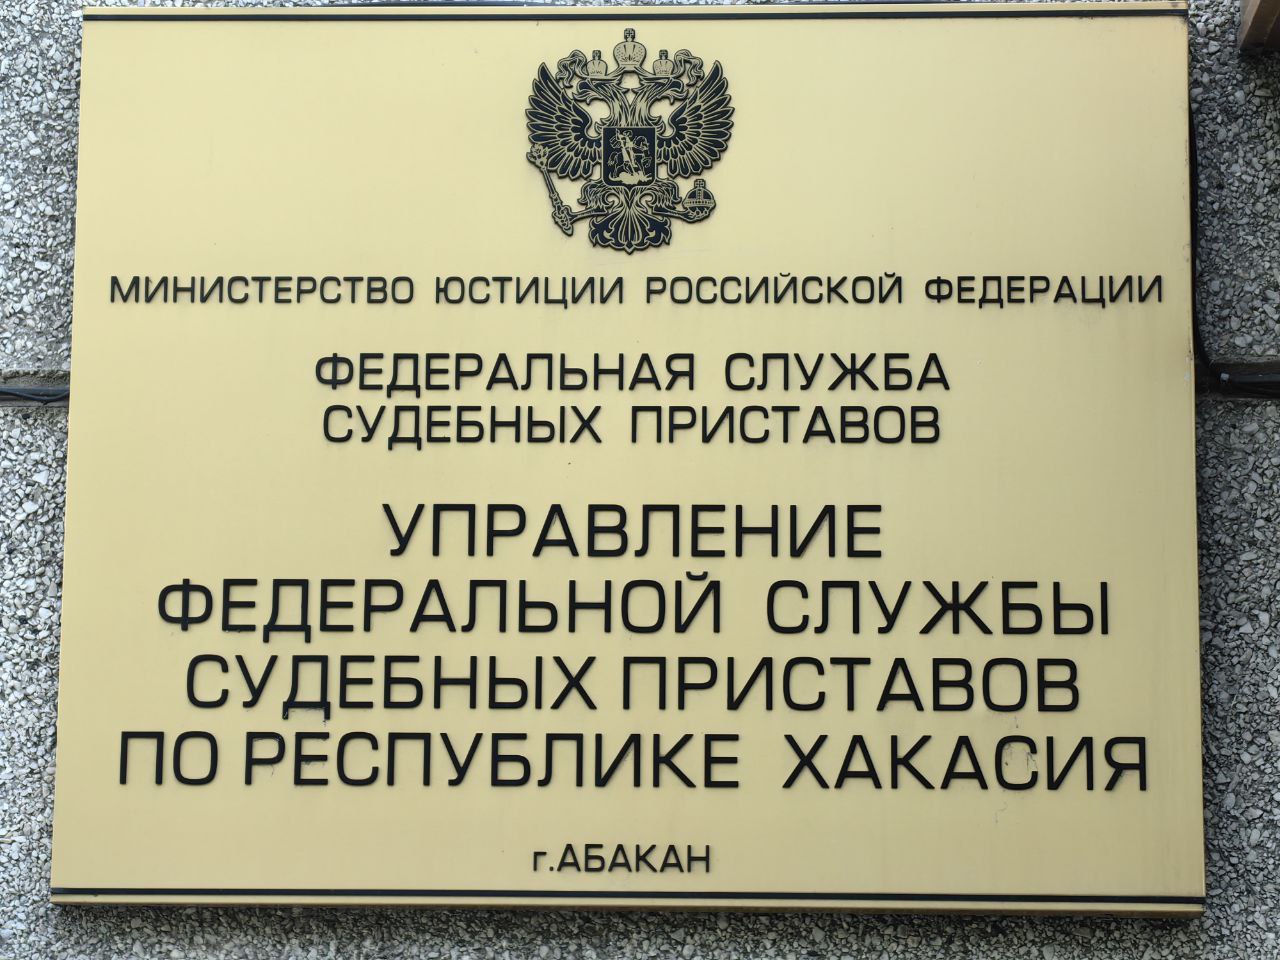 МИНИСТЕРСТВО ЮСТИЦИИ РОССИЙСКОЙ ФЕДЕРАЦИИ
ФЕДЕРАЛЬНАЯ СЛУЖБА
СУДЕБНЫХ ПРИСТАВОВ
УПРАВЛЕНИЕ
ФЕДЕРАЛЬНОЙ СЛУЖБЫ
СУДЕБНЫХ ПРИСТАВОВ
ПО РЕСПУБЛИКЕ ХАКАСИЯ
г.АБАКАН